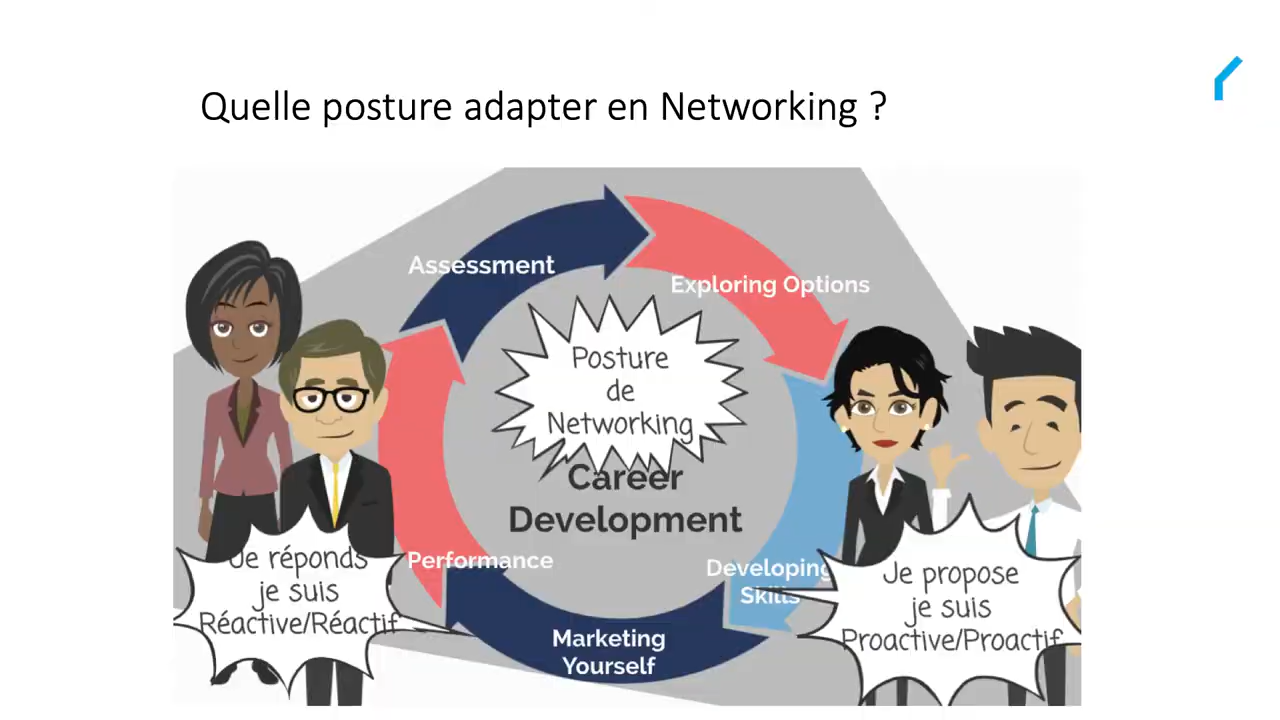 Quelle posture adapter en Networking ?
Assessment
Exploring Options
Posture
de
Networking
Career
Development
Performance
Developing
Skills
Marketing
Yourself
Je réponds
je suis
Réactive/Réactif
Je propose
je suis
Proactive/Proactif